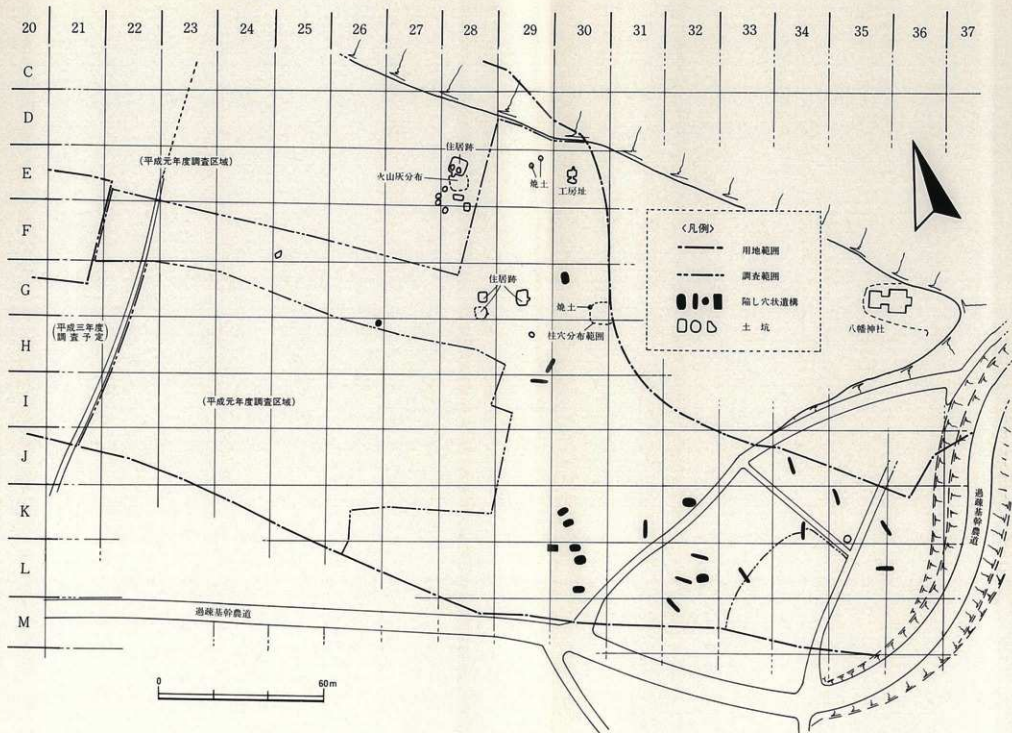 20 21 22 23 24 25 26 27 28 29 30 31 32 33 34 35 36 37
C
D
E
F
G
H
I
J
K
L
M
(平成元年度調査区域)
住居跡
火山灰分布
焼土
工房址
〈凡例〉
用地範囲
調査範囲
陥し穴状遺構
土坑
住居跡
焼土
柱穴分布範囲
八幡神社
(平成三年度
調査予定)
(平成元年度調査区域)
過疎基幹農道
過疎基幹農道
0 60m